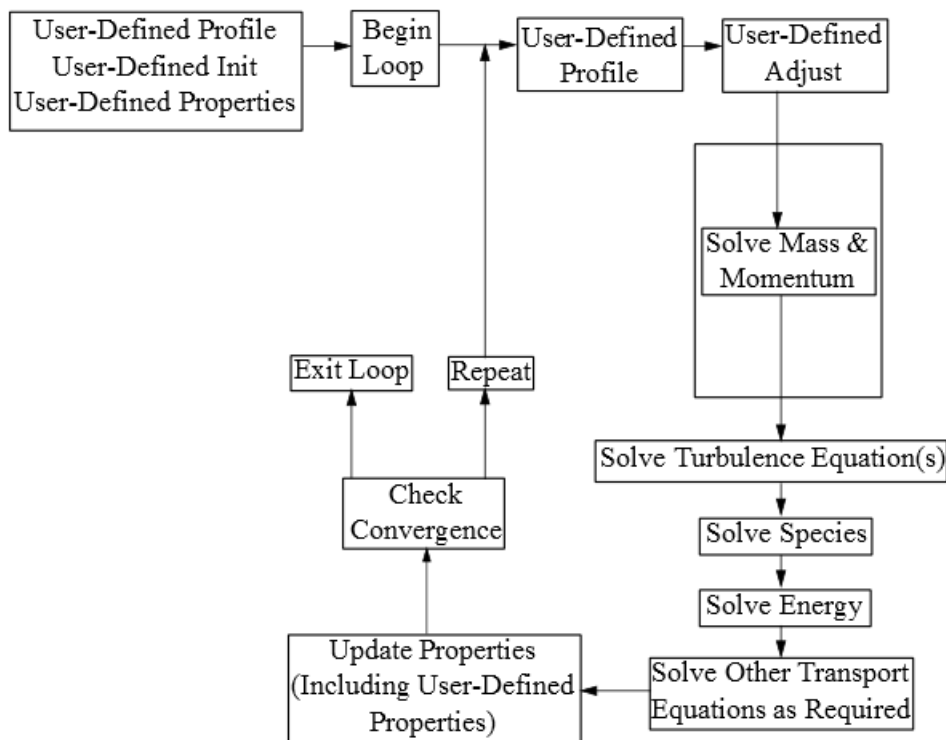 User-Defined Profile
User-Defined Init
User-Defined Properties
Begin
Loop
User-Defined
Profile
User-Defined
Adjust
Solve Mass &
Momentum
Exit Loop
Repeat
Solve Turbulence Equation(s)
Check
Convergence
Solve Species
Solve Energy
Update Properties
(Including User-Defined
Properties)
Solve Other Transport
Equations as Required